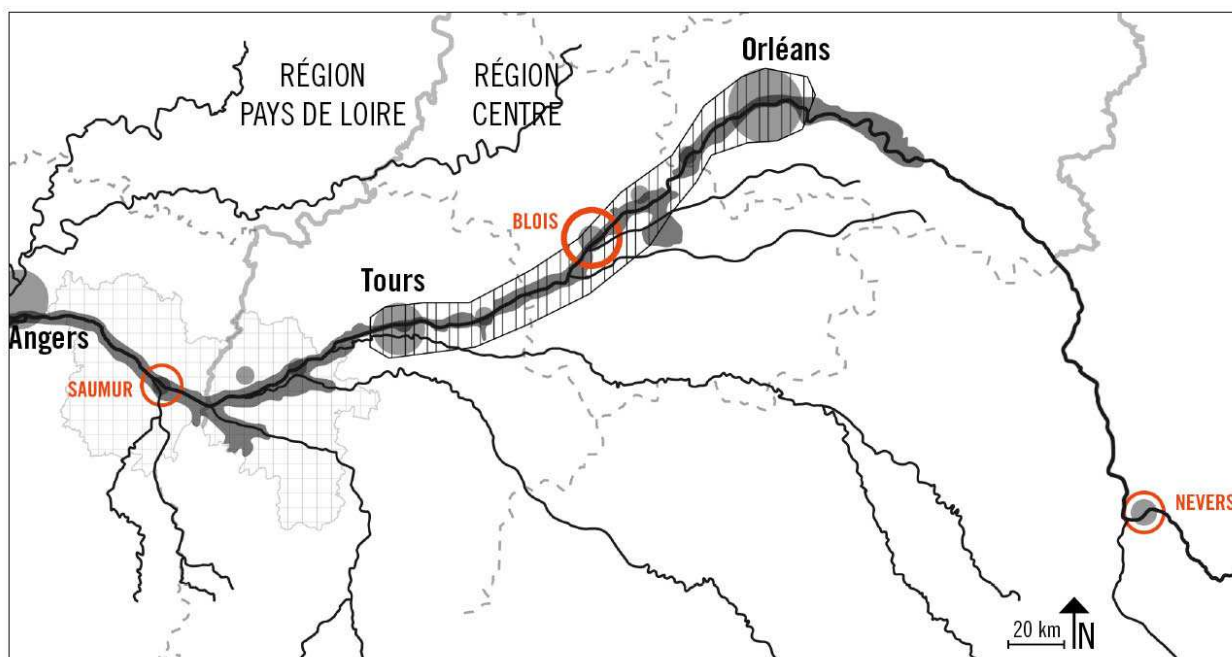 Orléans
RÉGION
PAYS DE LOIRE
RÉGION
CENTRE
BLOIS
Tours
Angers
SAUMUR
NEVERS
20 km
N